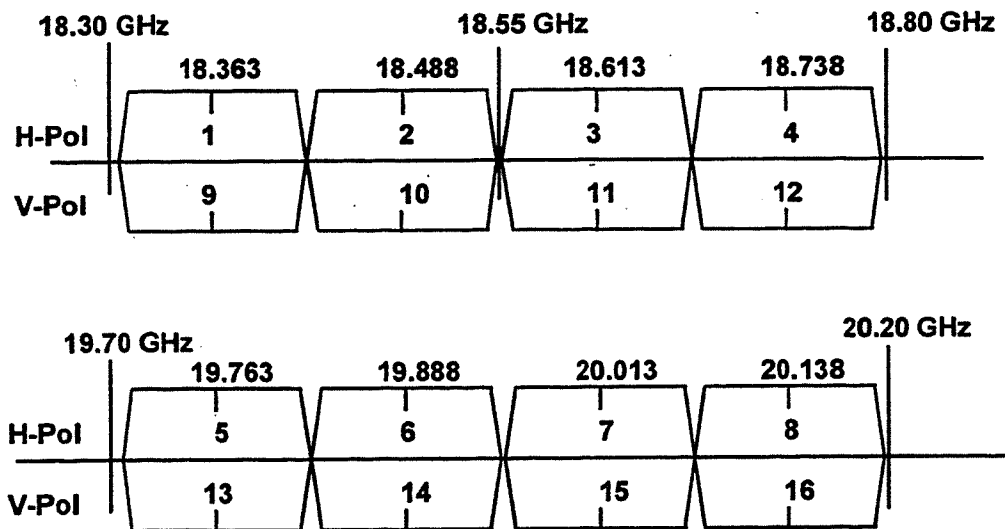 18.30 GHz 18.55 GHz 18.80 GHz
18.363 18.488 18.613 18.738
H-Pol 1 2 3 4
V-Pol 9 10 11 12
19.70 GHz 20.20 GHz
19.763 19.888 20.013 20.138
H-Pol 5 6 7 8
V-Pol 13 14 15 16